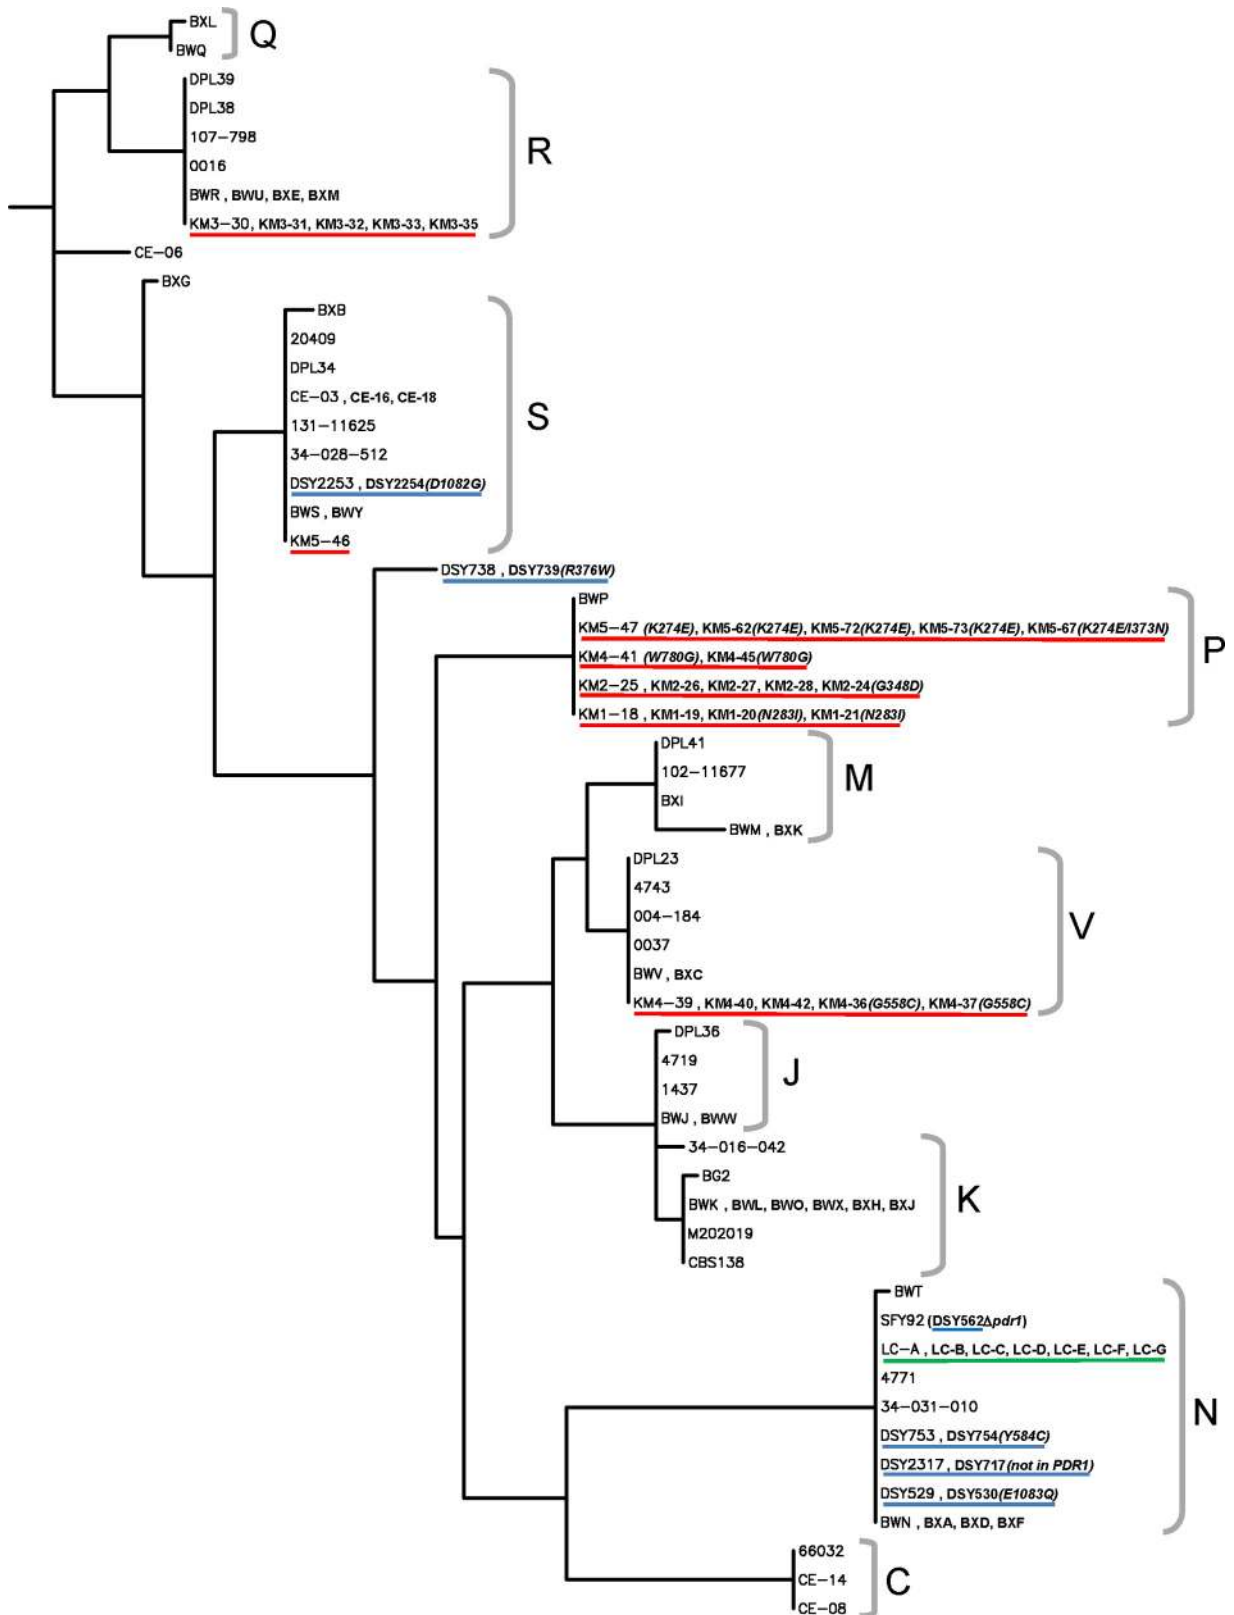 BXL
Q
BWQ
DPL39
DPL38
107-798
R
0016
BWR , BWU, BXE, BXM
KM3-30, KM3-31, KM3-32, KM3-33, KM3-35
CE-06
BXG
BXB
20409
DPL34
CE-03 , CE-16, CE-18
S
131-11625
34-028-512
DSY2253 , DSY2254(D1082G)
BWS , BWY
KM5-46
DSY738 , DSY739(R376W)
BWP
KM5-47 (K274E), KM5-62(K274E), KM5-72(K274E), KM5-73(K274E), KM5-67(K274E/I373N)
P
KM4-41 (W780G), KM4-45(W780G)
KM2-25 , KM2-26, KM2-27, KM2-28, KM2-24(G348D)
KM1-18 , KM1-19, KM1-20(N283I), KM1-21(N283I)
DPL41
102-11677
M
BXI
BWM , BXK
DPL23
4743
004-184
V
0037
BWV , BXC
KM4-39 , KM4-40, KM4-42, KM4-36(G558C), KM4-37(G558C)
DPL36
4719
J
1437
BWJ , BWW
34-016-042
BG2
K
BWK , BWL, BWO, BWX, BXH, BXJ
M202019
CBS138
BWT
SFY92 (DSY562Δpdr1)
LC-A , LC-B, LC-C, LC-D, LC-E, LC-F, LC-G
4771
34-031-010
N
DSY753 , DSY754(Y584C)
DSY2317 , DSY717(not in PDR1)
DSY529 , DSY530(E1083Q)
BWN , BXA, BXD, BXF
66032
CE-14
C
CE-08